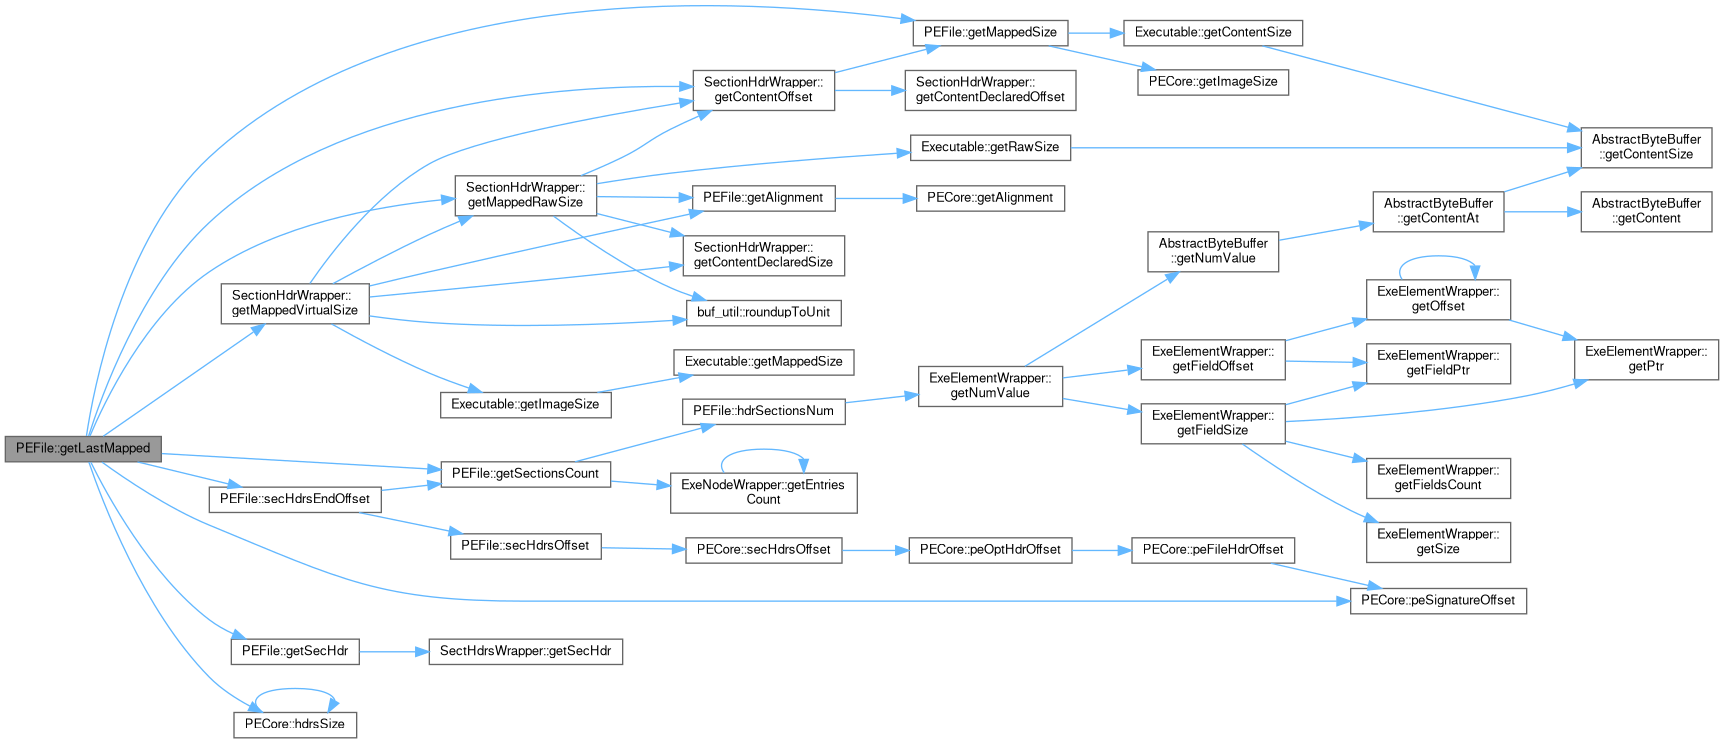 PEFile::getMappedSize
Executable::getContentSize
PECore::getImageSize
SectionHdrWrapper::
getContentOffset
SectionHdrWrapper::
getContentDeclaredOffset
Executable::getRawSize
AbstractByteBuffer
::getContentSize
SectionHdrWrapper::
getMappedRawSize
PEFile::getAlignment
PECore::getAlignment
AbstractByteBuffer
::getContentAt
AbstractByteBuffer
::getContent
SectionHdrWrapper::
getContentDeclaredSize
AbstractByteBuffer
::getNumValue
SectionHdrWrapper::
getMappedVirtualSize
buf_util::roundupToUnit
ExeElementWrapper::
getOffset
Executable::getMappedSize
ExeElementWrapper::
getFieldOffset
ExeElementWrapper::
getFieldPtr
ExeElementWrapper::
getPtr
Executable::getImageSize
PEFile::hdrSectionsNum
ExeElementWrapper::
getNumValue
ExeElementWrapper::
getFieldSize
PEFile::getLastMapped
PEFile::getSectionsCount
ExeNodeWrapper::getEntries
Count
ExeElementWrapper::
getFieldsCount
PEFile::secHdrsEndOffset
PEFile::secHdrsOffset
PECore::secHdrsOffset
PECore::peOptHdrOffset
PECore::peFileHdrOffset
ExeElementWrapper::
getSize
PECore::peSignatureOffset
PEFile::getSecHdr
SectHdrsWrapper::getSecHdr
PECore::hdrsSize